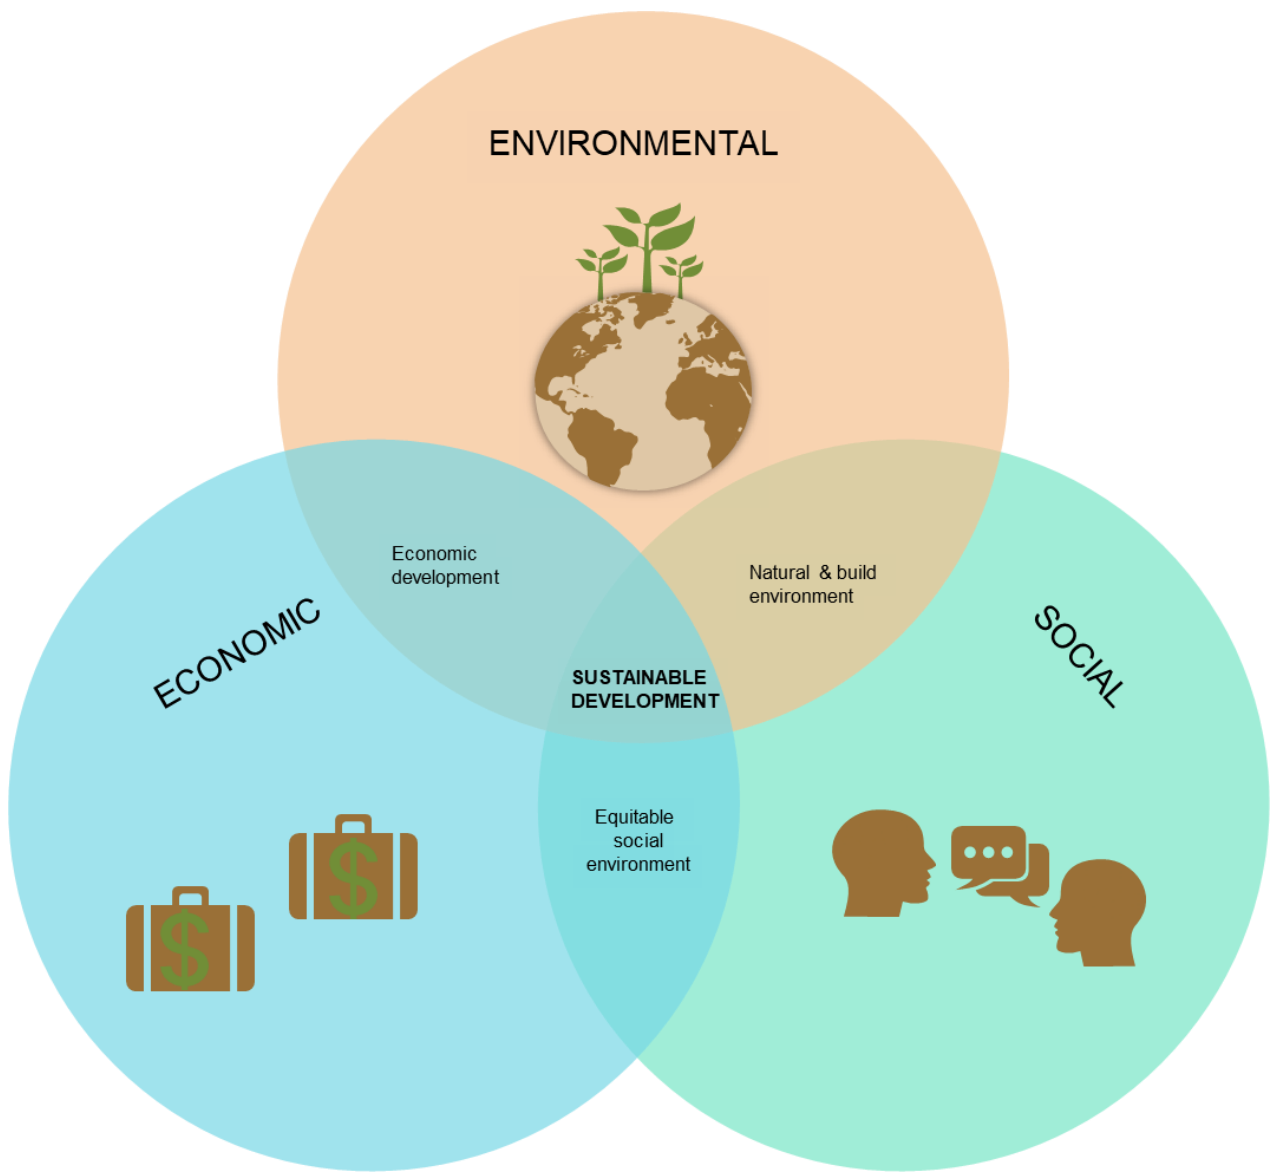 ENVIRONMENTAL
Economic
development
Natural & build
environment
ECONOMIC
SOCIAL
SUSTAINABLE
DEVELOPMENT
Equitable
social
environment
$
$